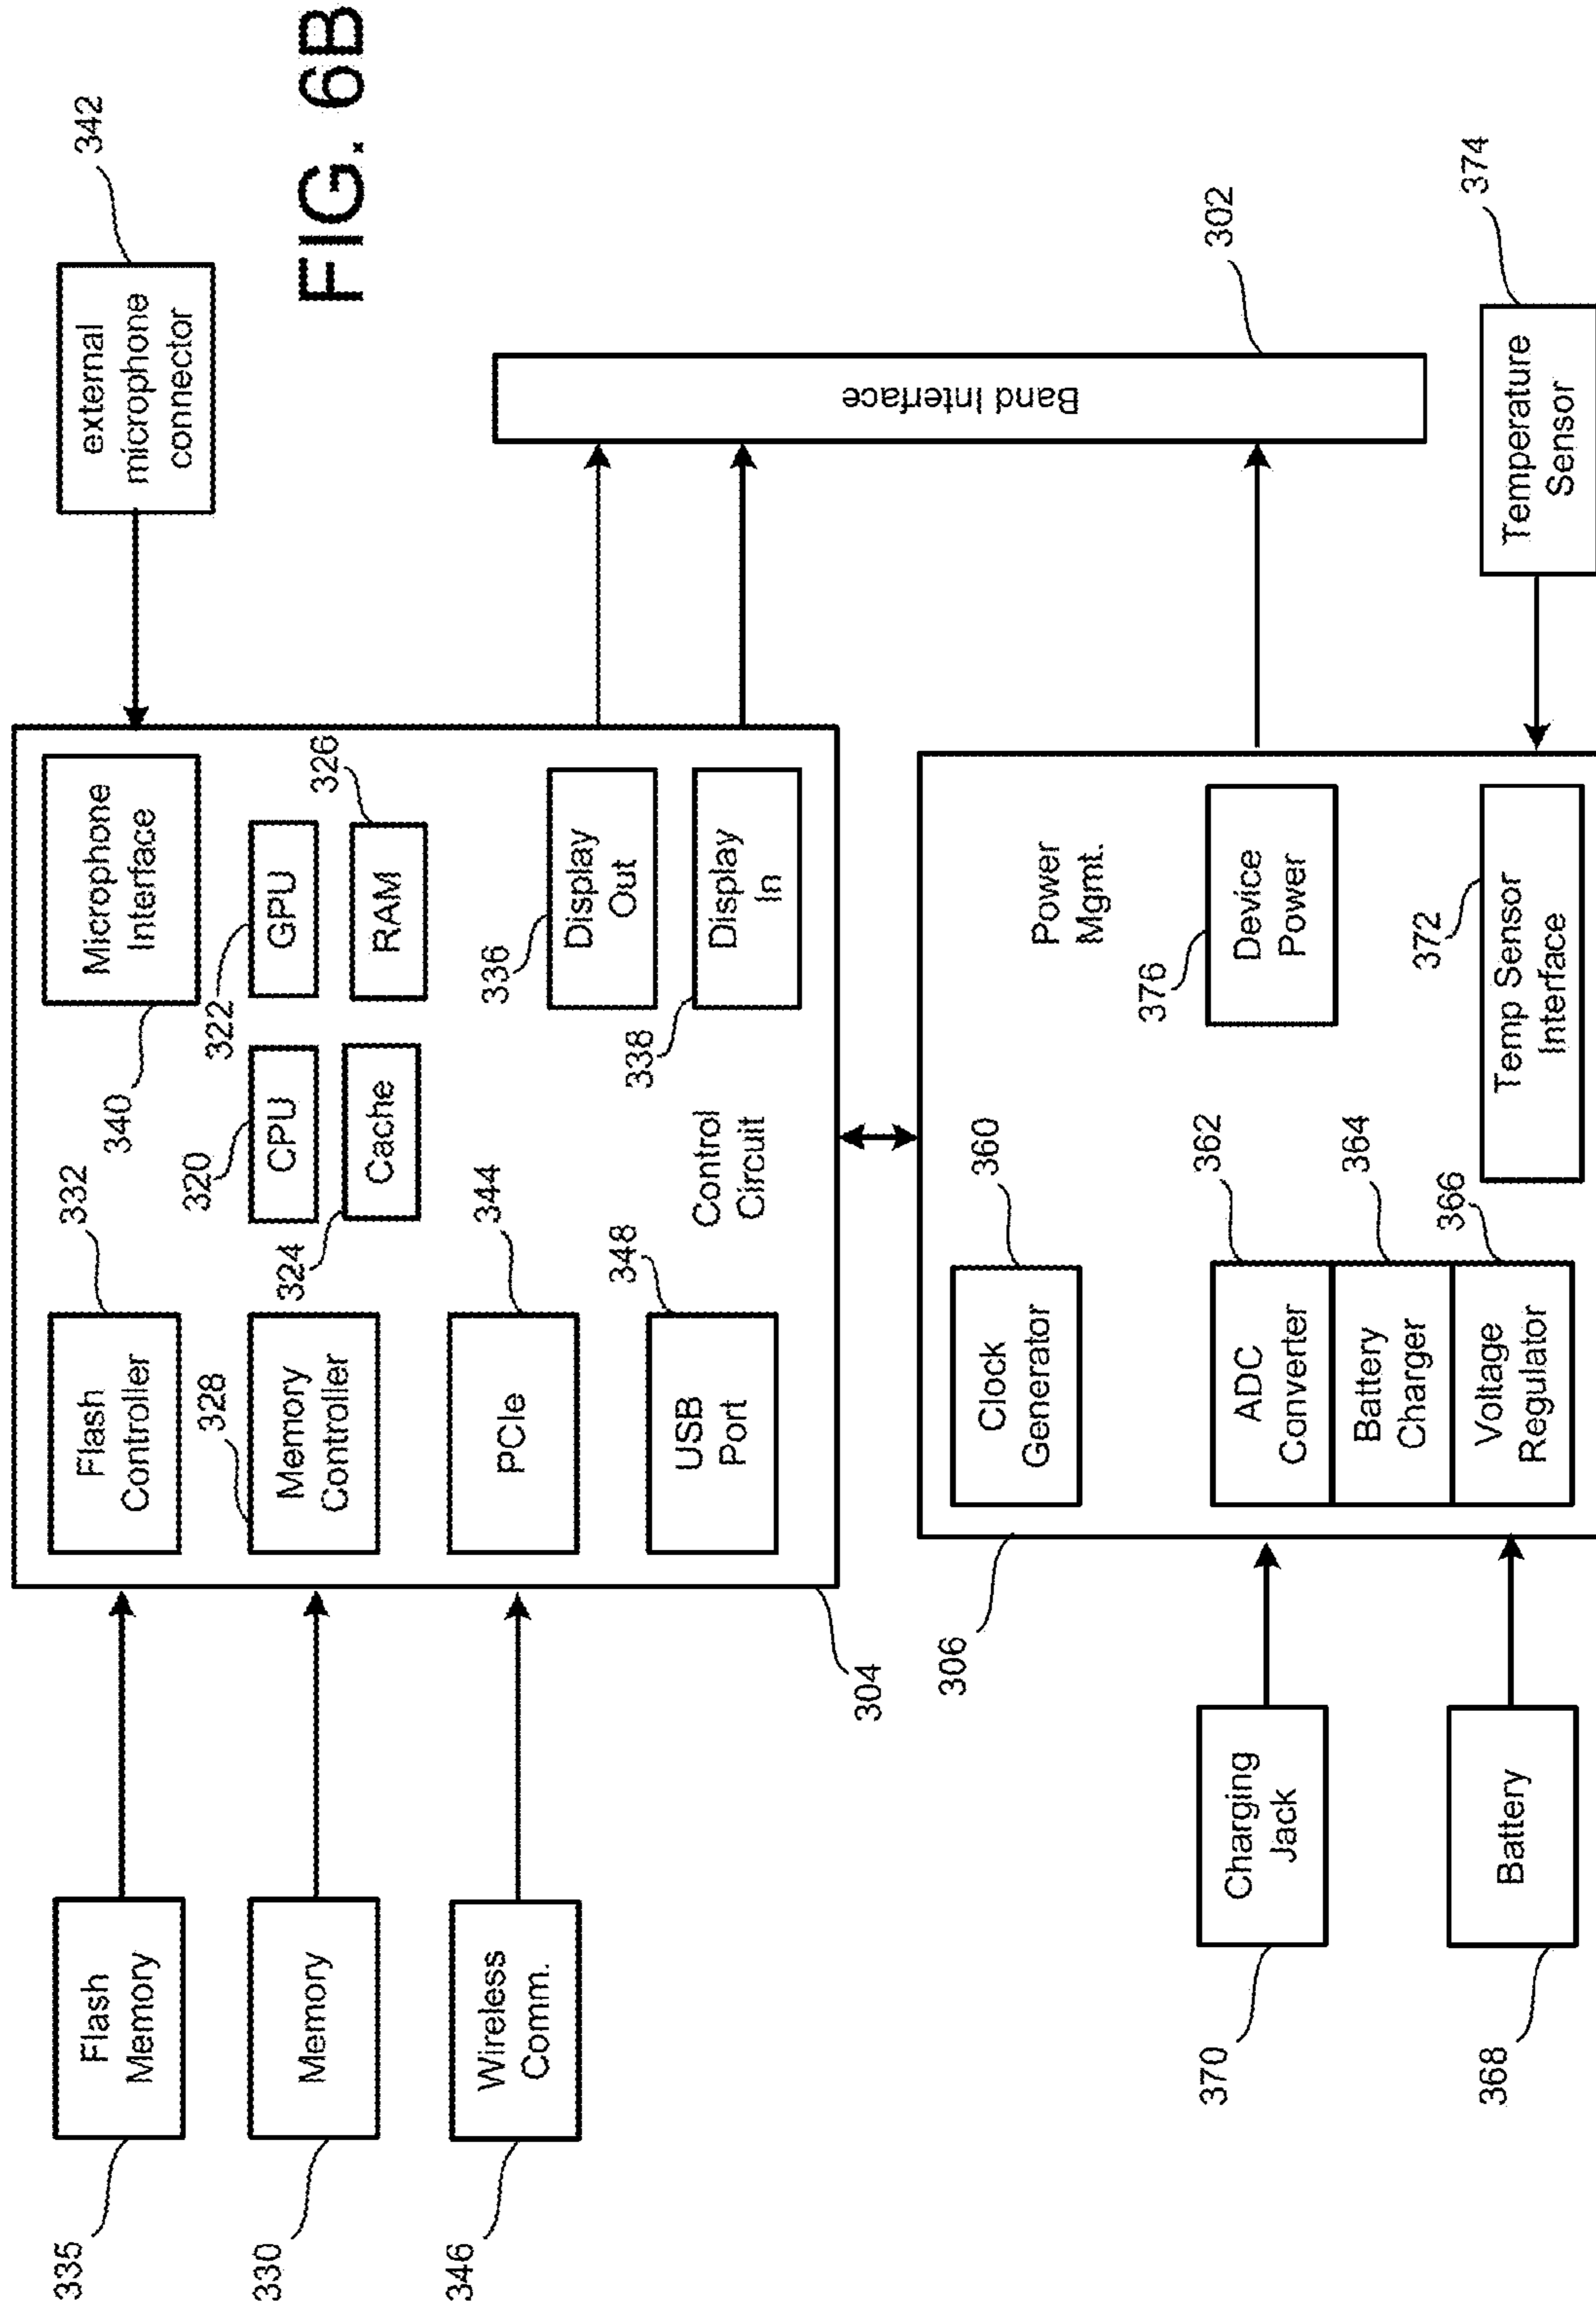 FIG. 6B
335
Flash
Memory
330
Memory
346
Wireless
Comm.
332
Flash
Controller
328
Memory
Controller
344
PCIe
348
USB
Port
340
Microphone
Interface
320
CPU
322
GPU
324
Cache
326
RAM
336
Display
Out
338
Display
In
Control
Circuit
304
342
external
microphone
connector
302
Band Interface
306
360
Clock
Generator
Power
Mgmt.
370
Charging
Jack
362
ADC
Converter
364
Battery
Charger
366
Voltage
Regulator
368
Battery
376
Device
Power
372
Temp Sensor
Interface
374
Temperature
Sensor